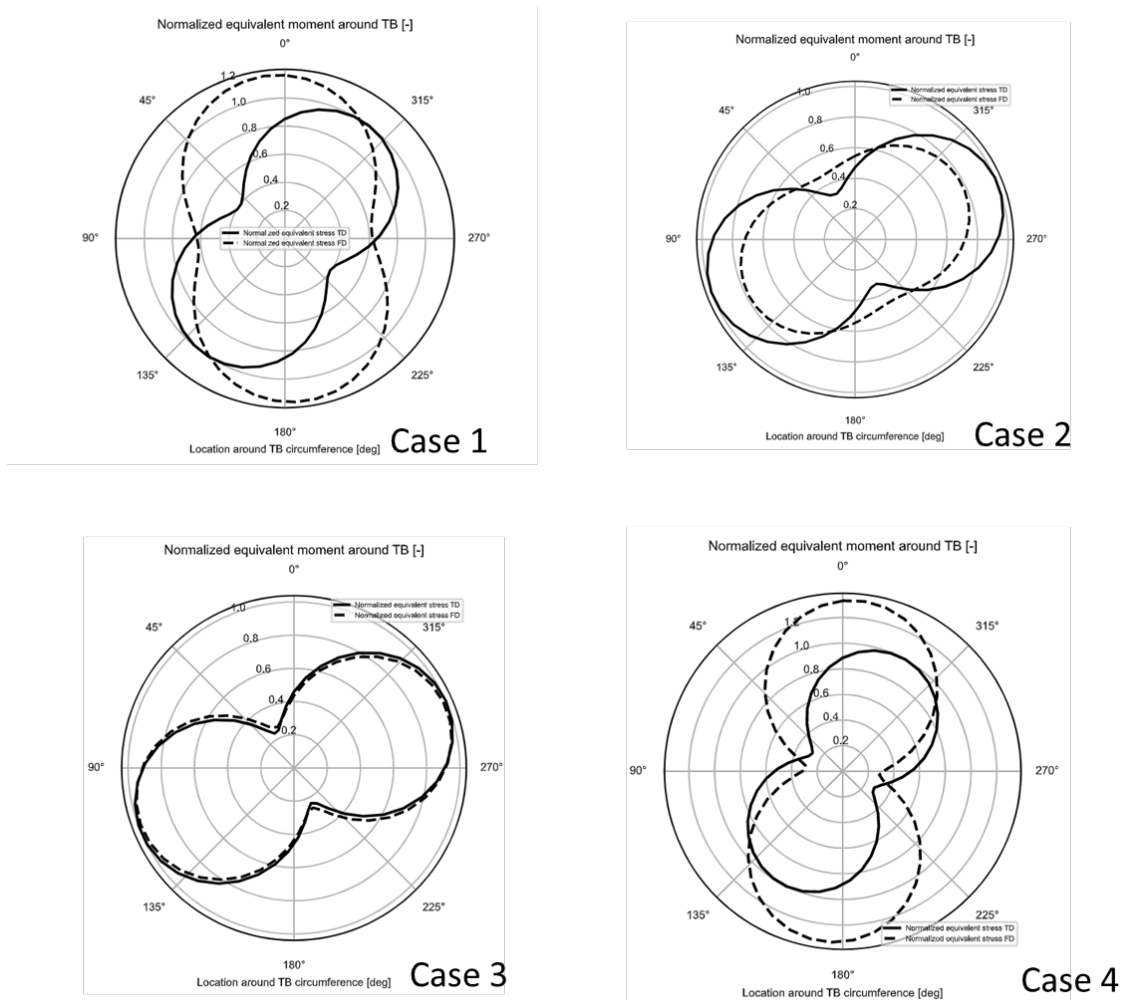 Normalized equivalent moment around TB [-]
0°
45°
315°
1.2
1.0
0.8
0.6
0.4
0.2
90°
270°
Normalized equivalent stress TD
Normalized equivalent stress FD
135°
225°
180°
Location around TB circumference [deg]
Case 1
Normalized equivalent moment around TB [-]
0°
1.0
Normalized equivalent stress TD
Normalized equivalent stress FD
45°
315°
0.8
0.6
0.4
0.2
90°
270°
135°
225°
180°
Location around TB circumference [deg]
Case 2
Normalized equivalent moment around TB [-]
0°
1.0
Normalized equivalent stress TD
Normalized equivalent stress FD
45°
315°
0.8
0.6
0.4
0.2
90°
270°
135°
225°
180°
Location around TB circumference [deg]
Case 3
Normalized equivalent moment around TB [-]
0°
45°
315°
1.2
1.0
0.8
0.6
0.4
0.2
90°
270°
135°
225°
Normalized equivalent stress TD
Normalized equivalent stress FD
180°
Location around TB circumference [deg]
Case 4